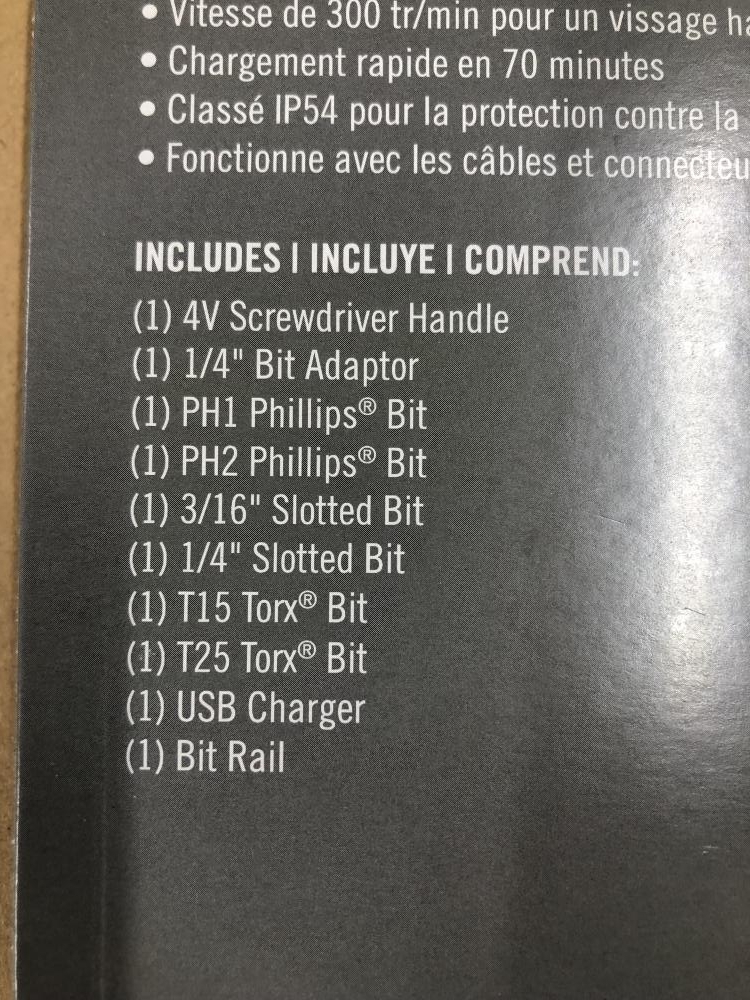 • Vitesse de 300 tr/min pour un vissage
• Chargement rapide en 70 minutes
• Classé IP54 pour la protection contre la
• Fonctionne avec les câbles et
INCLUDES | INCLUYE | COMPREND:
(1) 4V Screwdriver Handle
(1) 1/4" Bit Adaptor
(1) PH1 Phillips® Bit
(1) PH2 Phillips® Bit
(1) 3/16" Slotted Bit
(1) 1/4" Slotted Bit
(1) T15 Torx® Bit
(1) T25 Torx® Bit
(1) USB Charger
(1) Bit Rail